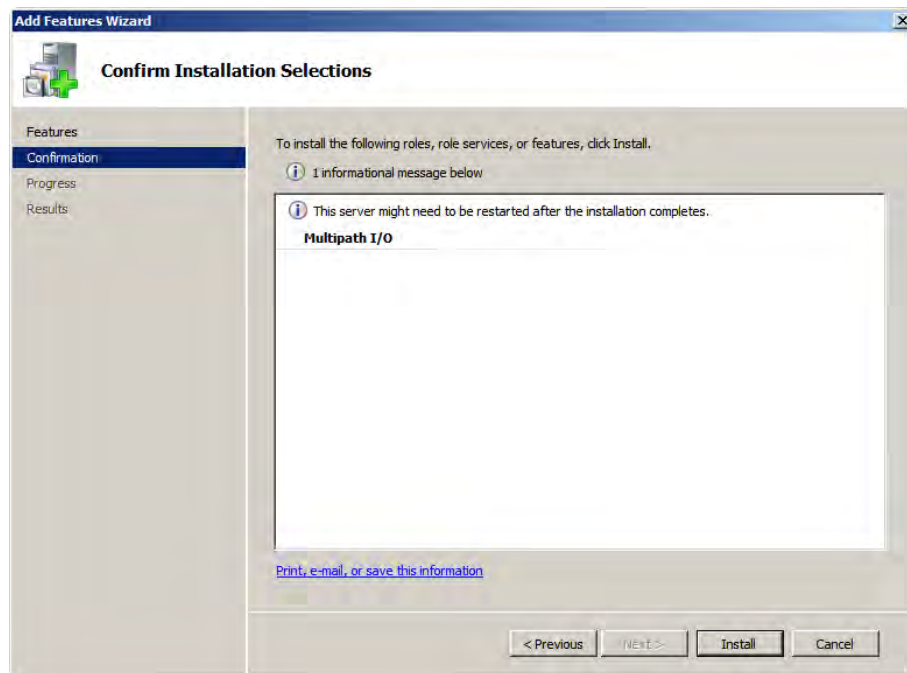 Add Features Wizard
Confirm Installation Selections
Features
Confirmation
Progress
Results
To install the following roles, role services, or features, click Install.
1 informational message below
This server might need to be restarted after the installation completes.
Multipath I/O
Print, e-mail, or save this information
< Previous
Next >
Install
Cancel